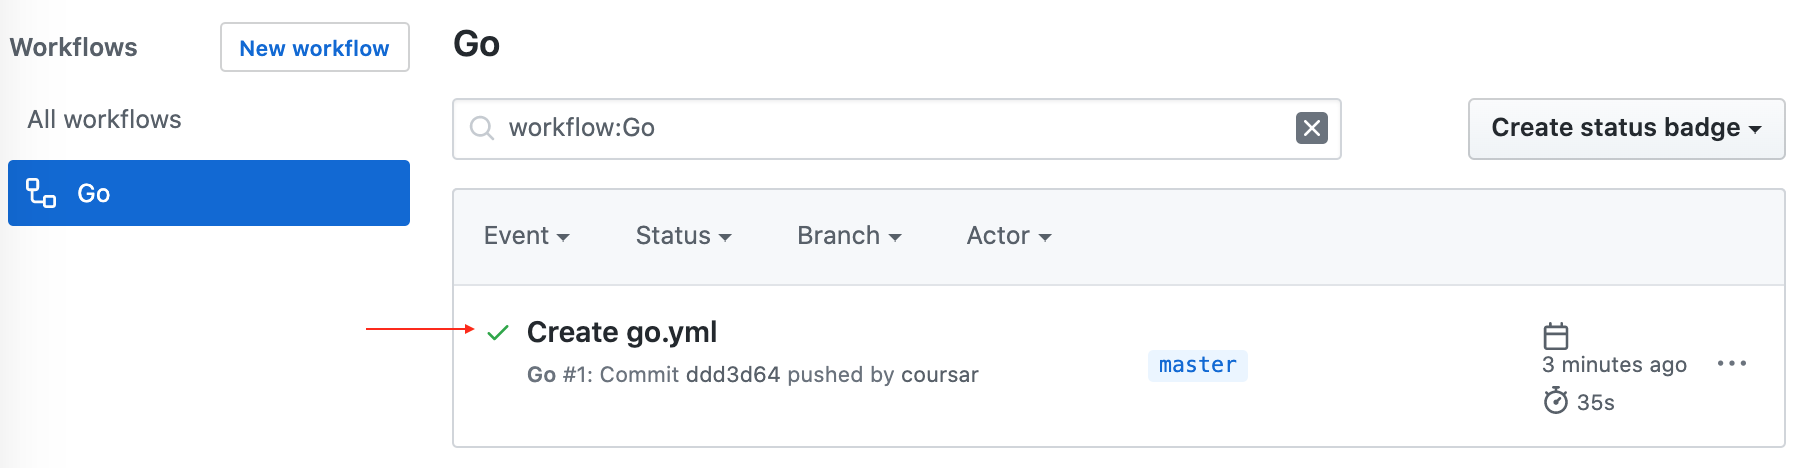 Workflows
New workflow
All workflows
Go
Go
workflow:Go
Create status badge
Event
Status
Branch
Actor
Create go.yml
Go #1: Commit ddd3d64 pushed by coursar
master
3 minutes ago
35s